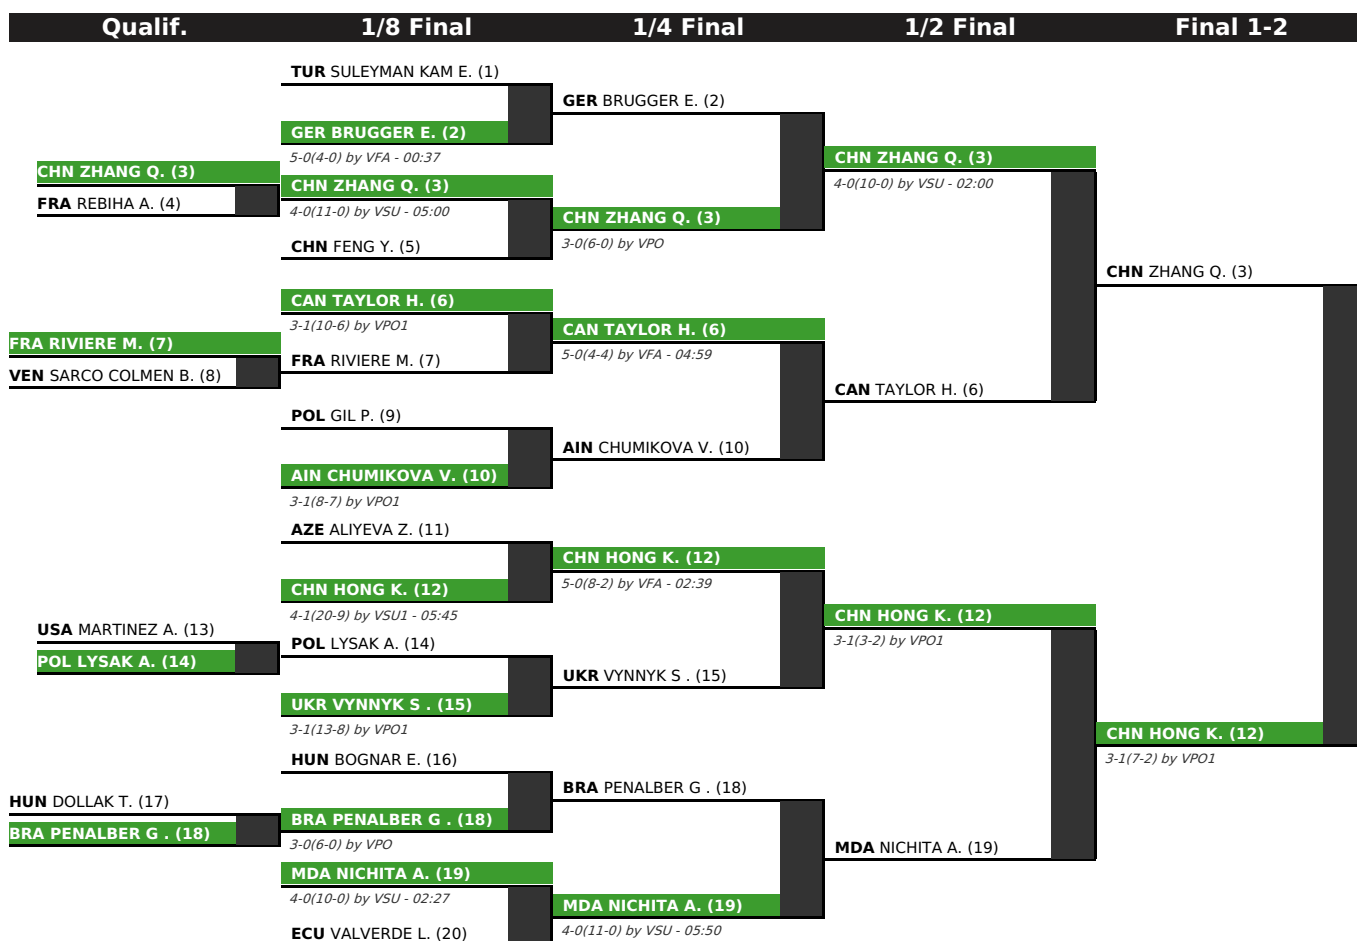 Qualif.
1/8 Final
1/4 Final
1/2 Final
Final 1-2
CHN ZHANG Q. (3)
FRA REBIHA A. (4)
FRA RIVIERE M. (7)
VEN SARCO COLMEN B. (8)
USA MARTINEZ A. (13)
POL LYSAK A. (14)
HUN DOLLAK T. (17)
BRA PENALBER G . (18)
TUR SULEYMAN KAM E. (1)
GER BRUGGER E. (2)
5-0(4-0) by VFA - 00:37
CHN ZHANG Q. (3)
4-0(11-0) by VSU - 05:00
CHN FENG Y. (5)
CAN TAYLOR H. (6)
3-1(10-6) by VPO1
FRA RIVIERE M. (7)
POL GIL P. (9)
AIN CHUMIKOVA V. (10)
3-1(8-7) by VPO1
AZE ALIYEVA Z. (11)
CHN HONG K. (12)
4-1(20-9) by VSU1 - 05:45
POL LYSAK A. (14)
UKR VYNNYK S . (15)
3-1(13-8) by VPO1
HUN BOGNAR E. (16)
BRA PENALBER G . (18)
3-0(6-0) by VPO
MDA NICHITA A. (19)
4-0(10-0) by VSU - 02:27
ECU VALVERDE L. (20)
GER BRUGGER E. (2)
CHN ZHANG Q. (3)
3-0(6-0) by VPO
CAN TAYLOR H. (6)
5-0(4-4) by VFA - 04:59
AIN CHUMIKOVA V. (10)
CHN HONG K. (12)
5-0(8-2) by VFA - 02:39
UKR VYNNYK S . (15)
BRA PENALBER G . (18)
MDA NICHITA A. (19)
4-0(11-0) by VSU - 05:50
CHN ZHANG Q. (3)
4-0(10-0) by VSU - 02:00
CAN TAYLOR H. (6)
CHN HONG K. (12)
3-1(3-2) by VPO1
MDA NICHITA A. (19)
CHN ZHANG Q. (3)
CHN HONG K. (12)
3-1(7-2) by VPO1